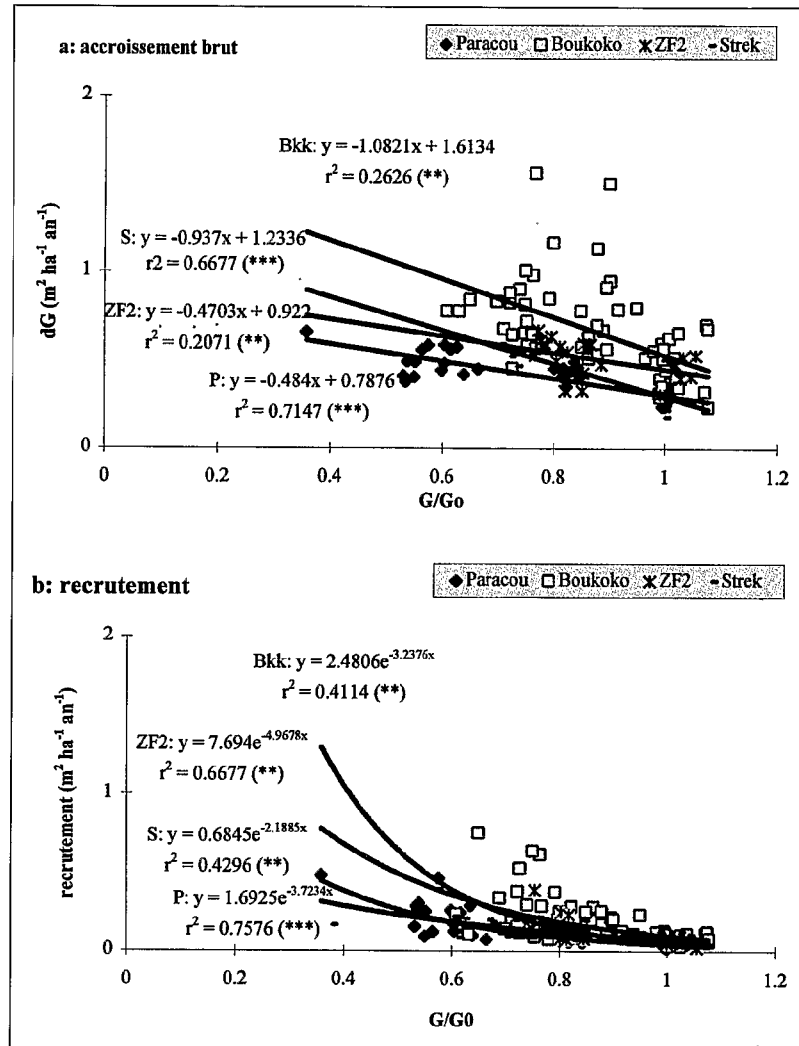 a: accroissement brut
◆ Paracou □ Boukoko ж ZF2 - Strek
2
Bkk: y = -1.0821x + 1.6134
r² = 0.2626 (**)
S: y = -0.937x + 1.2336
r2 = 0.6677 (***)
1
ZF2: y = -0.4703x + 0.922
r² = 0.2071 (**)
P: y = -0.484x + 0.7876
r² = 0.7147 (***)
0
dG (m² ha⁻¹ an⁻¹)
0 0.2 0.4 0.6 0.8 1 1.2
G/Go
b: recrutement
◆ Paracou □ Boukoko ж ZF2 - Strek
2
Bkk: y = 2.4806e^-3.2376x
r² = 0.4114 (**)
ZF2: y = 7.694e^-4.9678x
r² = 0.6677 (**)
1
S: y = 0.6845e^-2.1885x
r² = 0.4296 (**)
P: y = 1.6925e^-3.7234x
r² = 0.7576 (***)
0
recrutement (m² ha⁻¹ an⁻¹)
0 0.2 0.4 0.6 0.8 1 1.2
G/G0